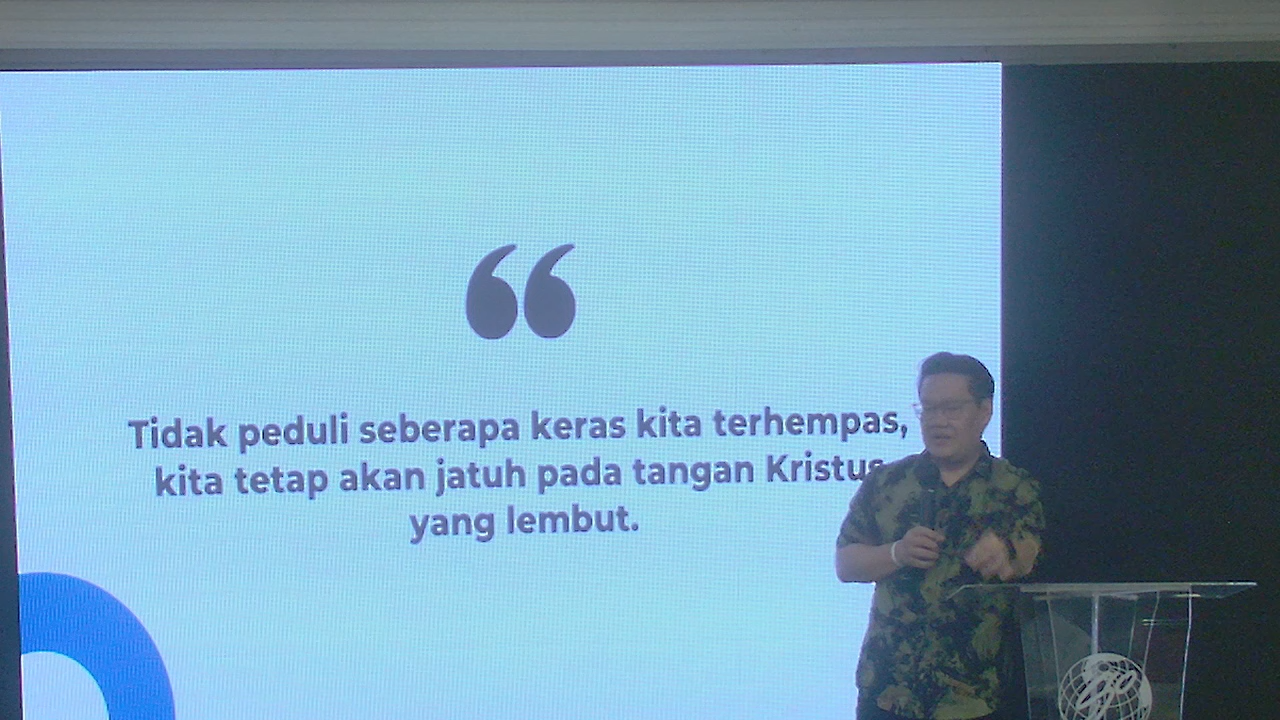 “
Tidak peduli seberapa keras kita terhempas,
kita tetap akan jatuh pada tangan Kristus
yang lembut.